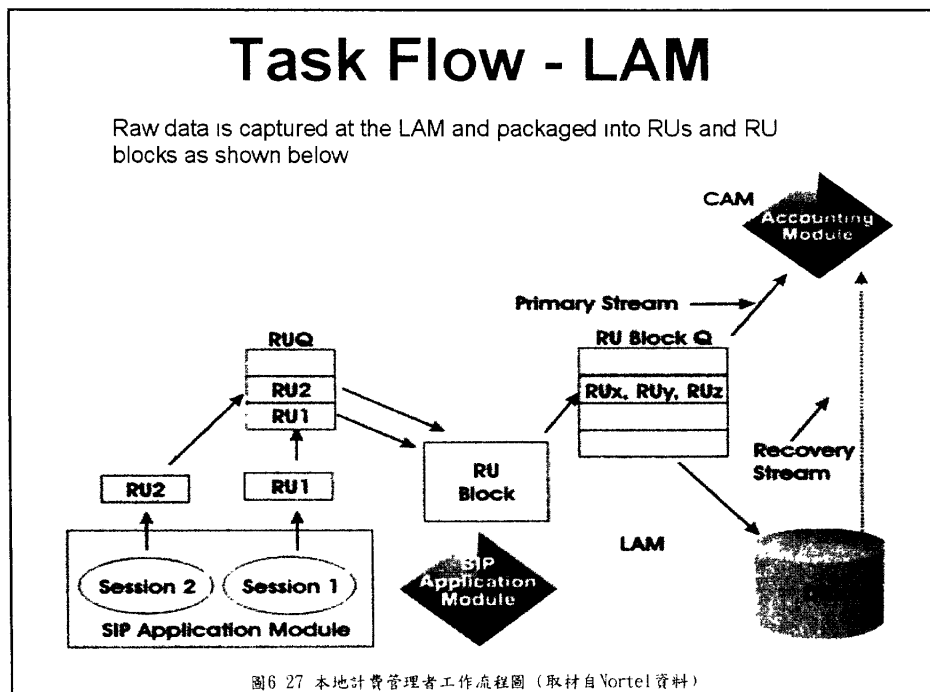 Task Flow - LAM
Raw data is captured at the LAM and packaged into RUs and RU
blocks as shown below
CAM
Accounting
Module
Primary Stream
RUQ
RU2
RU1
RU Block Q
RUx, RUy, RUz
RU2
RU1
RU
Block
Recovery
Stream
LAM
Session 2
Session 1
SIP Application Module
SIP
Application
Module
圖6 27 本地計費管理者工作流程圖（取材自Nortel資料）